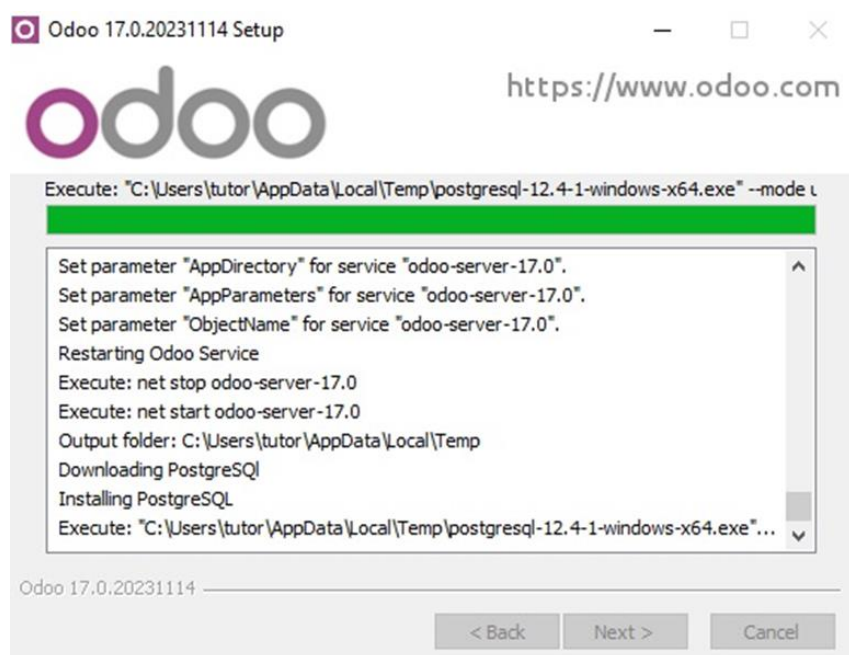 Odoo 17.0.20231114 Setup
odoo
https://www.odoo.com
Execute: "C:\Users\tutor\AppData\Local\Temp\postgresql-12.4-1-windows-x64.exe" --mode u
Set parameter "AppDirectory" for service "odoo-server-17.0".
Set parameter "AppParameters" for service "odoo-server-17.0".
Set parameter "ObjectName" for service "odoo-server-17.0".
Restarting Odoo Service
Execute: net stop odoo-server-17.0
Execute: net start odoo-server-17.0
Output folder: C:\Users\tutor\AppData\Local\Temp
Downloading PostgreSQl
Installing PostgreSQL
Execute: "C:\Users\tutor\AppData\Local\Temp\postgresql-12.4-1-windows-x64.exe"...
Odoo 17.0.20231114
< Back Next > Cancel